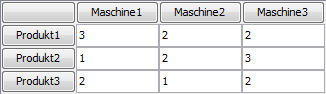 Maschine1 Maschine2 Maschine3
Produkt1 3 2 2
Produkt2 1 2 3
Produkt3 2 1 2